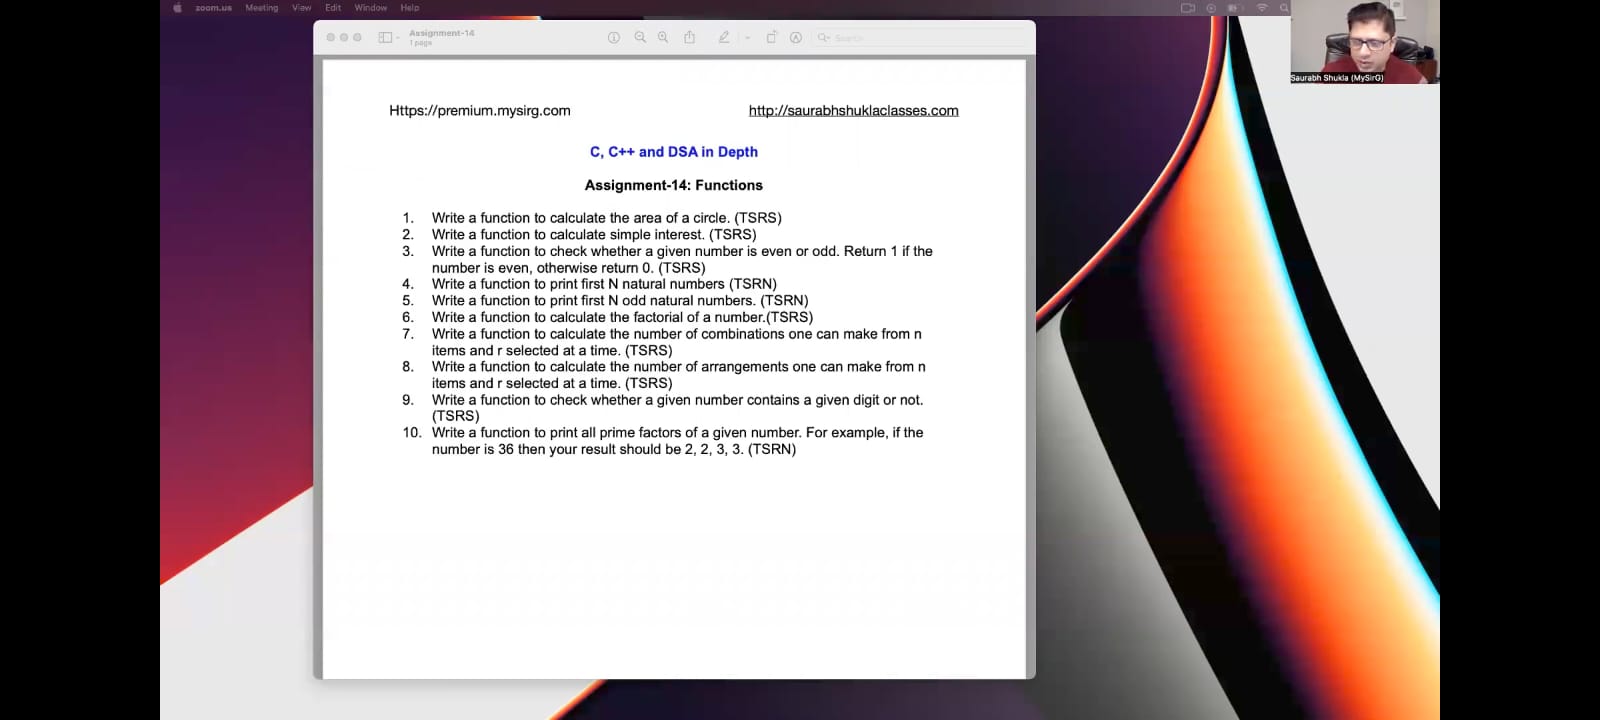 zoom.us Meeting View Edit Window Help
Assignment-14
1 page
Search
Saurabh Shukla (MySirG)
Https://premium.mysirg.com http://saurabhshuklaclasses.com
C, C++ and DSA in Depth
Assignment-14: Functions
1. Write a function to calculate the area of a circle. (TSRS)
2. Write a function to calculate simple interest. (TSRS)
3. Write a function to check whether a given number is even or odd. Return 1 if the
number is even, otherwise return 0. (TSRS)
4. Write a function to print first N natural numbers (TSRN)
5. Write a function to print first N odd natural numbers. (TSRN)
6. Write a function to calculate the factorial of a number.(TSRS)
7. Write a function to calculate the number of combinations one can make from n
items and r selected at a time. (TSRS)
8. Write a function to calculate the number of arrangements one can make from n
items and r selected at a time. (TSRS)
9. Write a function to check whether a given number contains a given digit or not.
(TSRS)
10. Write a function to print all prime factors of a given number. For example, if the
number is 36 then your result should be 2, 2, 3, 3. (TSRN)